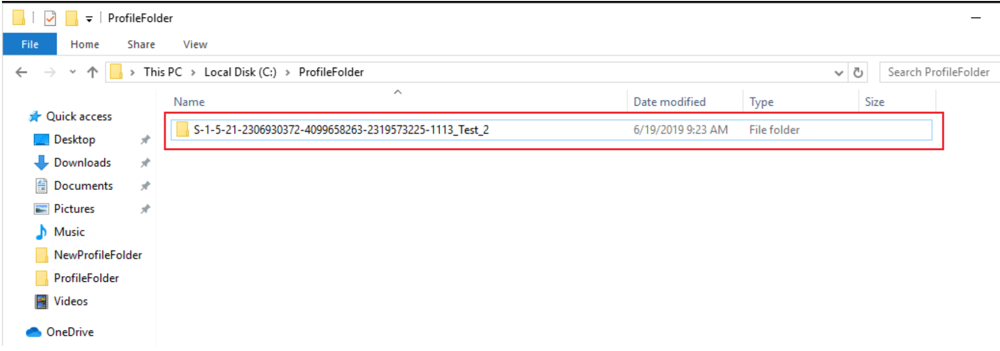 ProfileFolder
File Home Share View
This PC > Local Disk (C:) > ProfileFolder Search ProfileFolder
Name Date modified Type Size
Quick access
S-1-5-21-2306930372-4099658263-2319573225-1113_Test_2 6/19/2019 9:23 AM File folder
Desktop
Downloads
Documents
Pictures
Music
NewProfileFolder
ProfileFolder
Videos
OneDrive